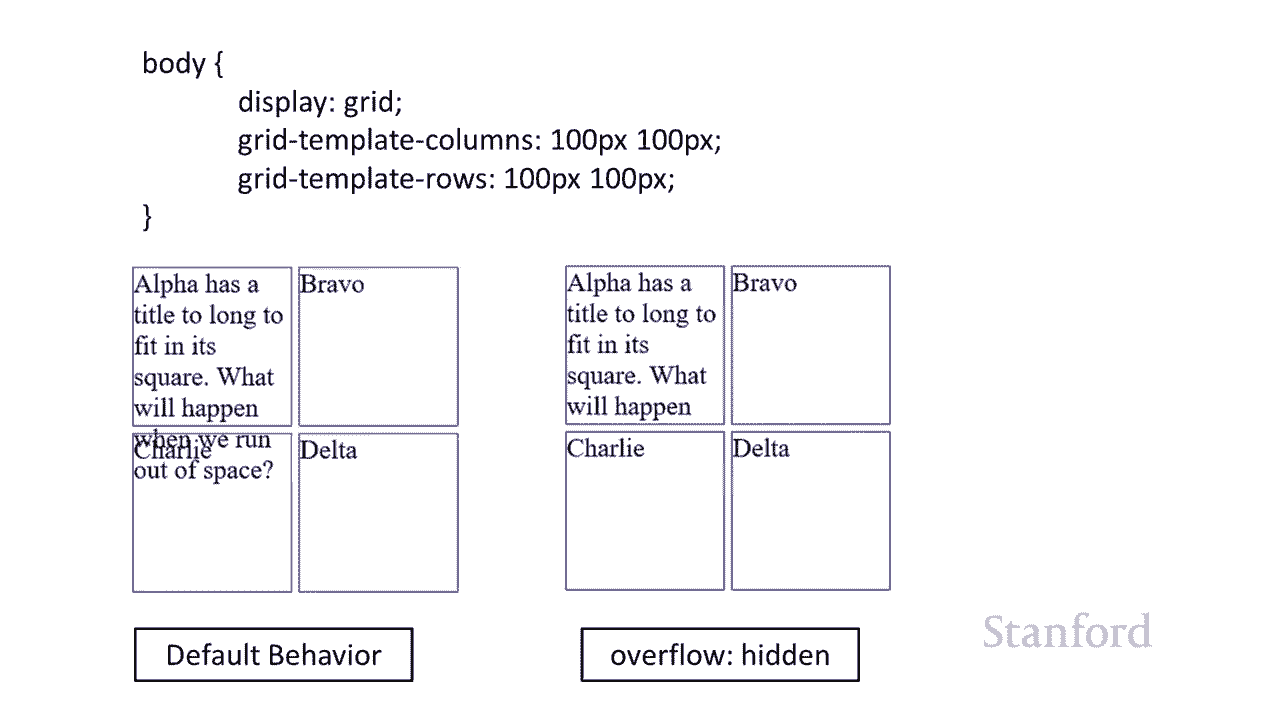 body {
display: grid;
grid-template-columns: 100px 100px;
grid-template-rows: 100px 100px;
}
Alpha has a
title to long to
fit in its
square. What
will happen
when we run
out of space?
Bravo
Charlie
Delta
Alpha has a
title to long to
fit in its
square. What
will happen
Bravo
Charlie
Delta
Default Behavior
overflow: hidden
Stanford